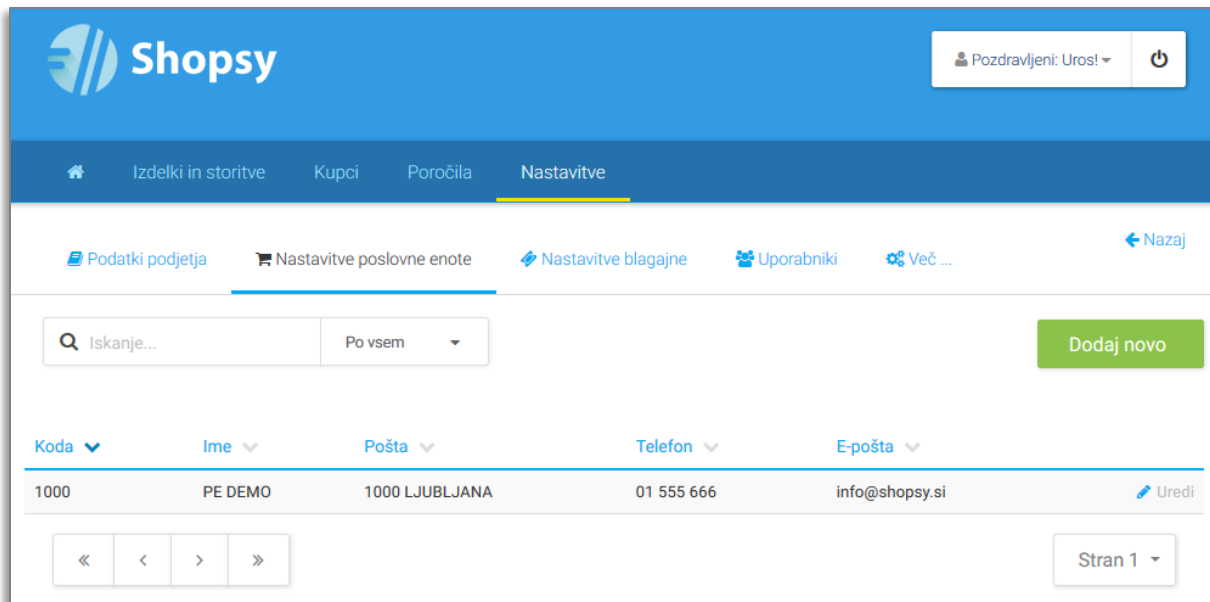 Shopsy
Pozdravljeni: Uros!
Izdelki in storitve Kupci Poročila Nastavitve
Nazaj
Podatki podjetja Nastavitve poslovne enote Nastavitve blagajne Uporabniki Več ...
Iskanje... Po vsem Dodaj novo
Koda Ime Pošta Telefon E-pošta
1000 PE DEMO 1000 LJUBLJANA 01 555 666 info@shopsy.si Uredi
« < > » Stran 1